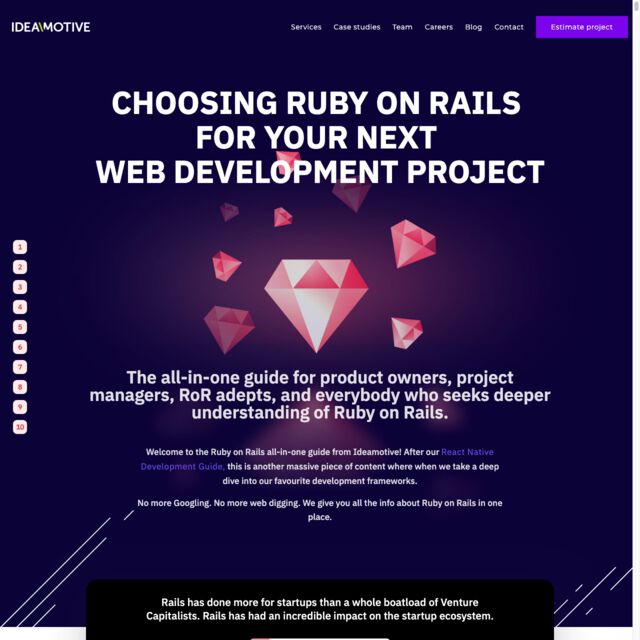 IDEAMOTIVE
Services
Case studies
Team
Careers
Blog
Contact
Estimate project
CHOOSING RUBY ON RAILS
FOR YOUR NEXT
WEB DEVELOPMENT PROJECT
1
2
3
4
5
6
7
8
9
10
The all-in-one guide for product owners, project
managers, RoR adepts, and everybody who seeks deeper
understanding of Ruby on Rails.
Welcome to the Ruby on Rails all-in-one guide from Ideamotive! After our React Native
Development Guide, this is another massive piece of content where when we take a deep
dive into our favourite development frameworks.
No more Googling. No more web digging. We give you all the info about Ruby on Rails in one
place.
Rails has done more for startups than a whole boatload of Venture
Capitalists. Rails has had an incredible impact on the startup ecosystem.